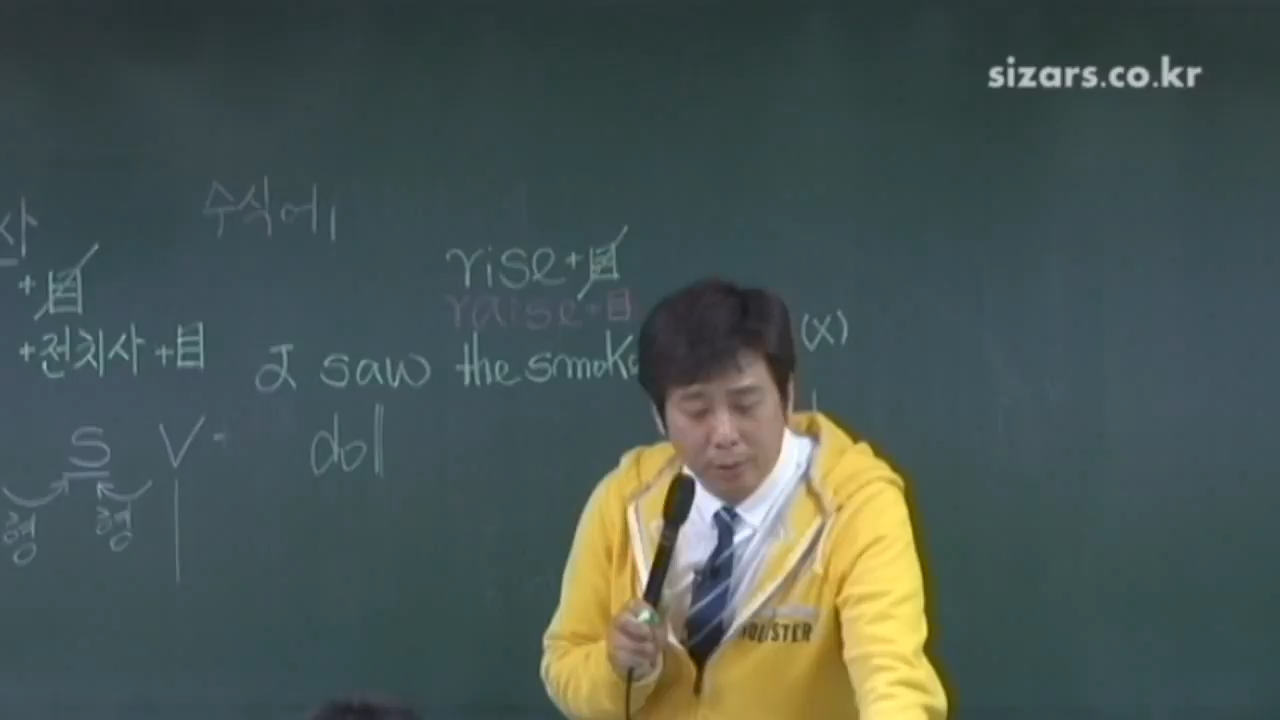 sizars.co.kr
수식어
사
+目
rise+目
raise+目
+전치사+目
(X)
I saw the smoke
S V
doll
형 형